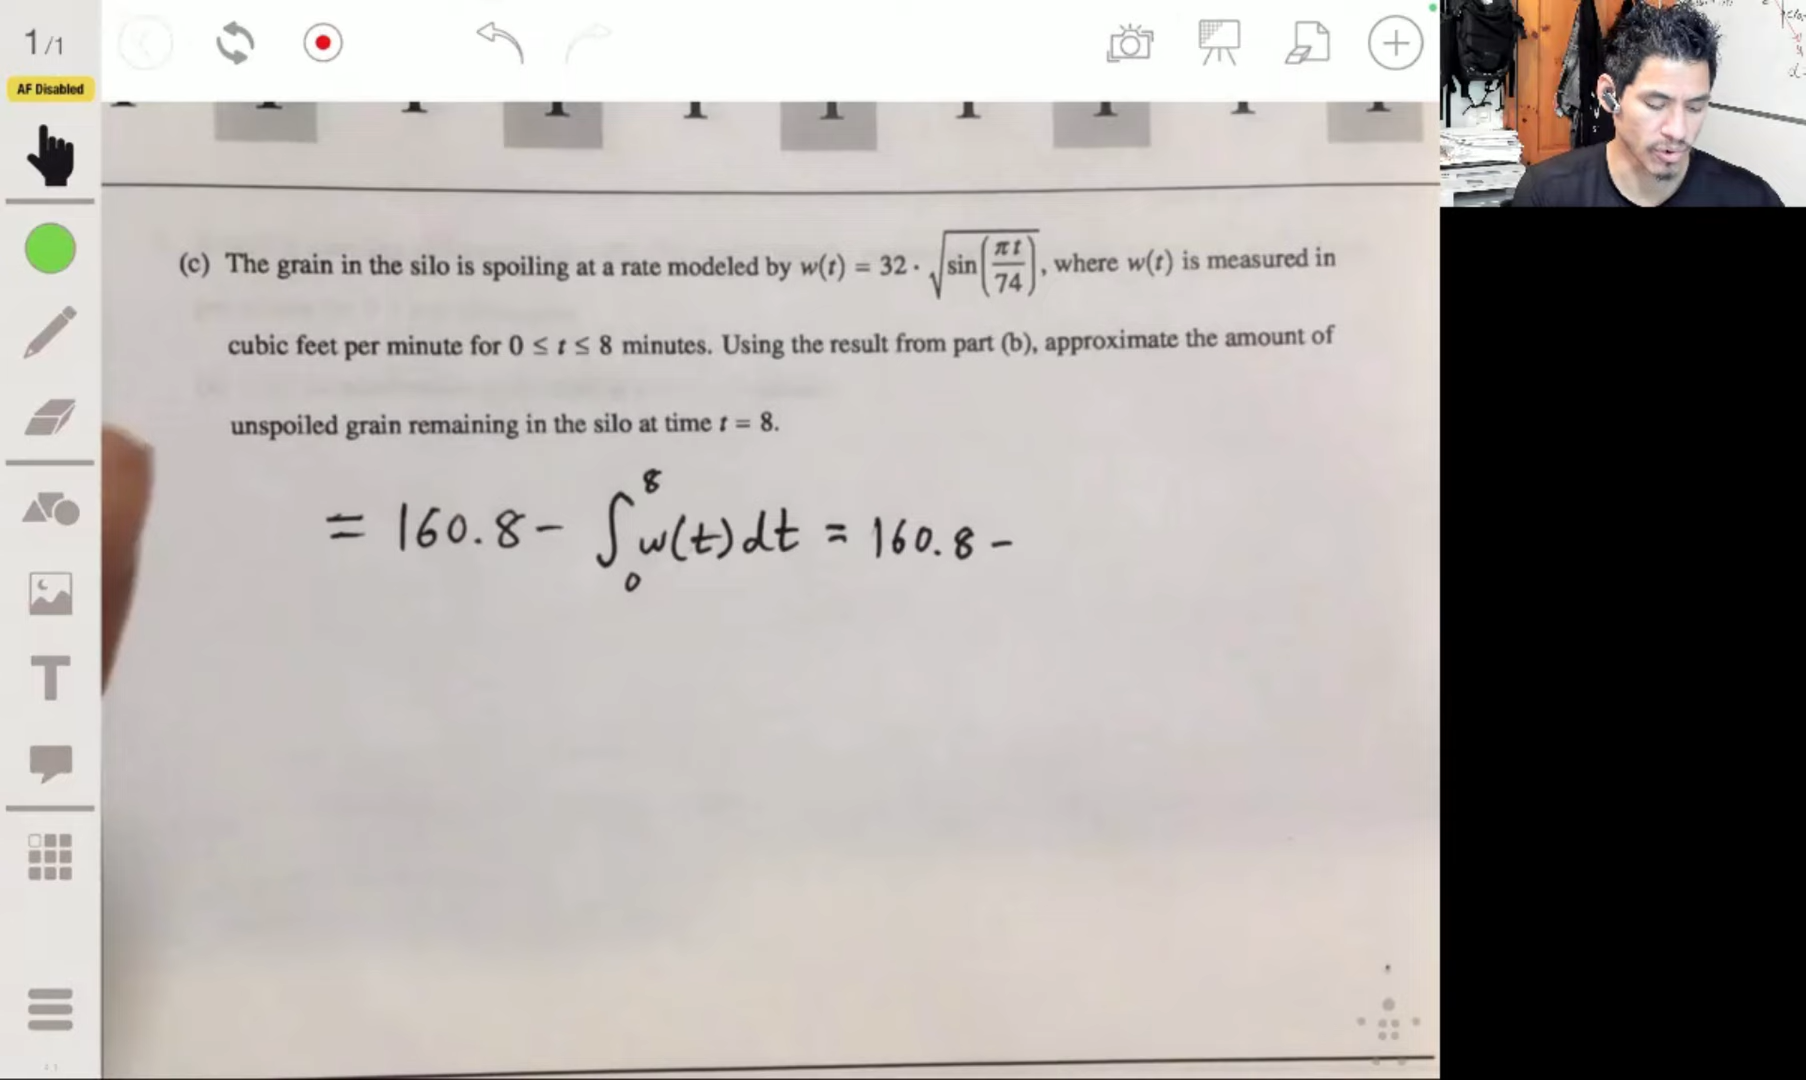 1/1
AF Disabled
(c) The grain in the silo is spoiling at a rate modeled by w(t) = 32 · √sin(πt/74), where w(t) is measured in
cubic feet per minute for 0 ≤ t ≤ 8 minutes. Using the result from part (b), approximate the amount of
unspoiled grain remaining in the silo at time t = 8.
= 160.8 − ∫₀⁸ w(t) dt = 160.8 −
T